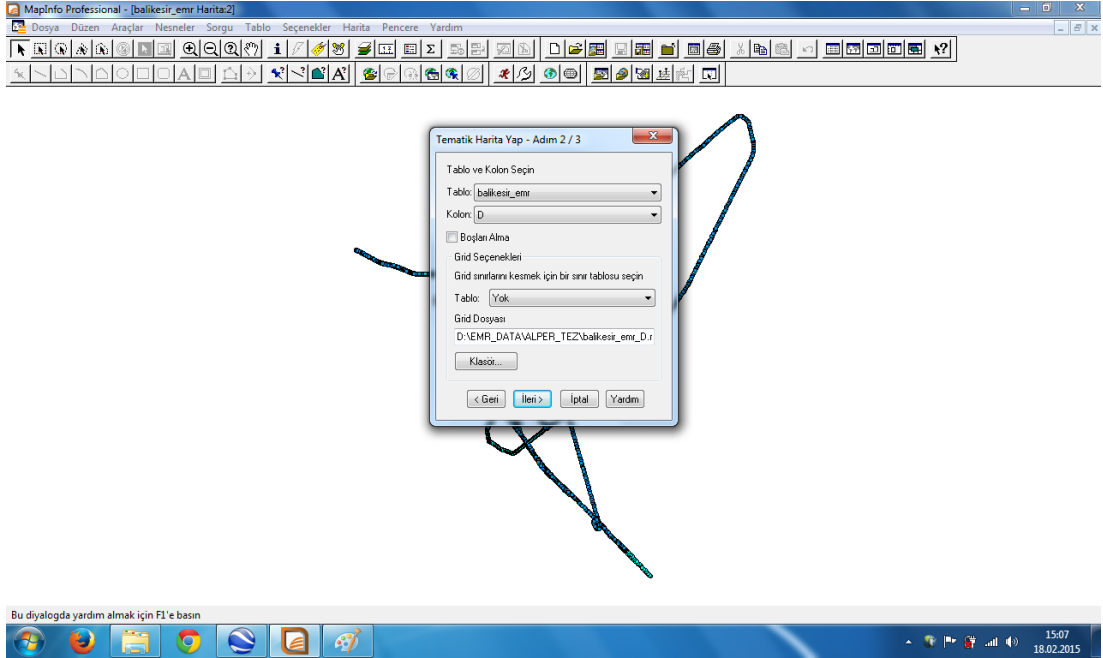 MapInfo Professional - [balikesir_emr Harita:2]
Dosya Düzen Araçlar Nesneler Sorgu Tablo Seçenekler Harita Pencere Yardım
Tematik Harita Yap - Adım 2 / 3
Tablo ve Kolon Seçin
Tablo: balikesir_emr
Kolon: D
Boşları Alma
Grid Seçenekleri
Grid sınırlarını kesmek için bir sınır tablosu seçin
Tablo: Yok
Grid Dosyası
D:\EMR_DATA\ALPER_TEZ\balikesir_emr_D.r
Klasör...
< Geri İleri > İptal Yardım
Bu diyalogda yardım almak için F1'e basın
15:07
18.02.2015